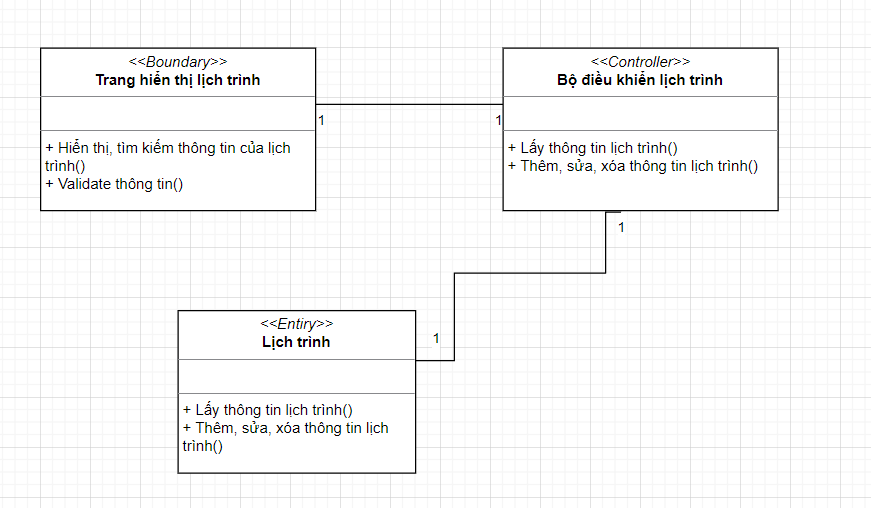 <<Boundary>>
Trang hiển thị lịch trình
+ Hiển thị, tìm kiếm thông tin của lịch
trình()
+ Validate thông tin()
1
1
<<Controller>>
Bộ điều khiển lịch trình
+ Lấy thông tin lịch trình()
+ Thêm, sửa, xóa thông tin lịch trình()
1
1
<<Entiry>>
Lịch trình
+ Lấy thông tin lịch trình()
+ Thêm, sửa, xóa thông tin lịch
trình()